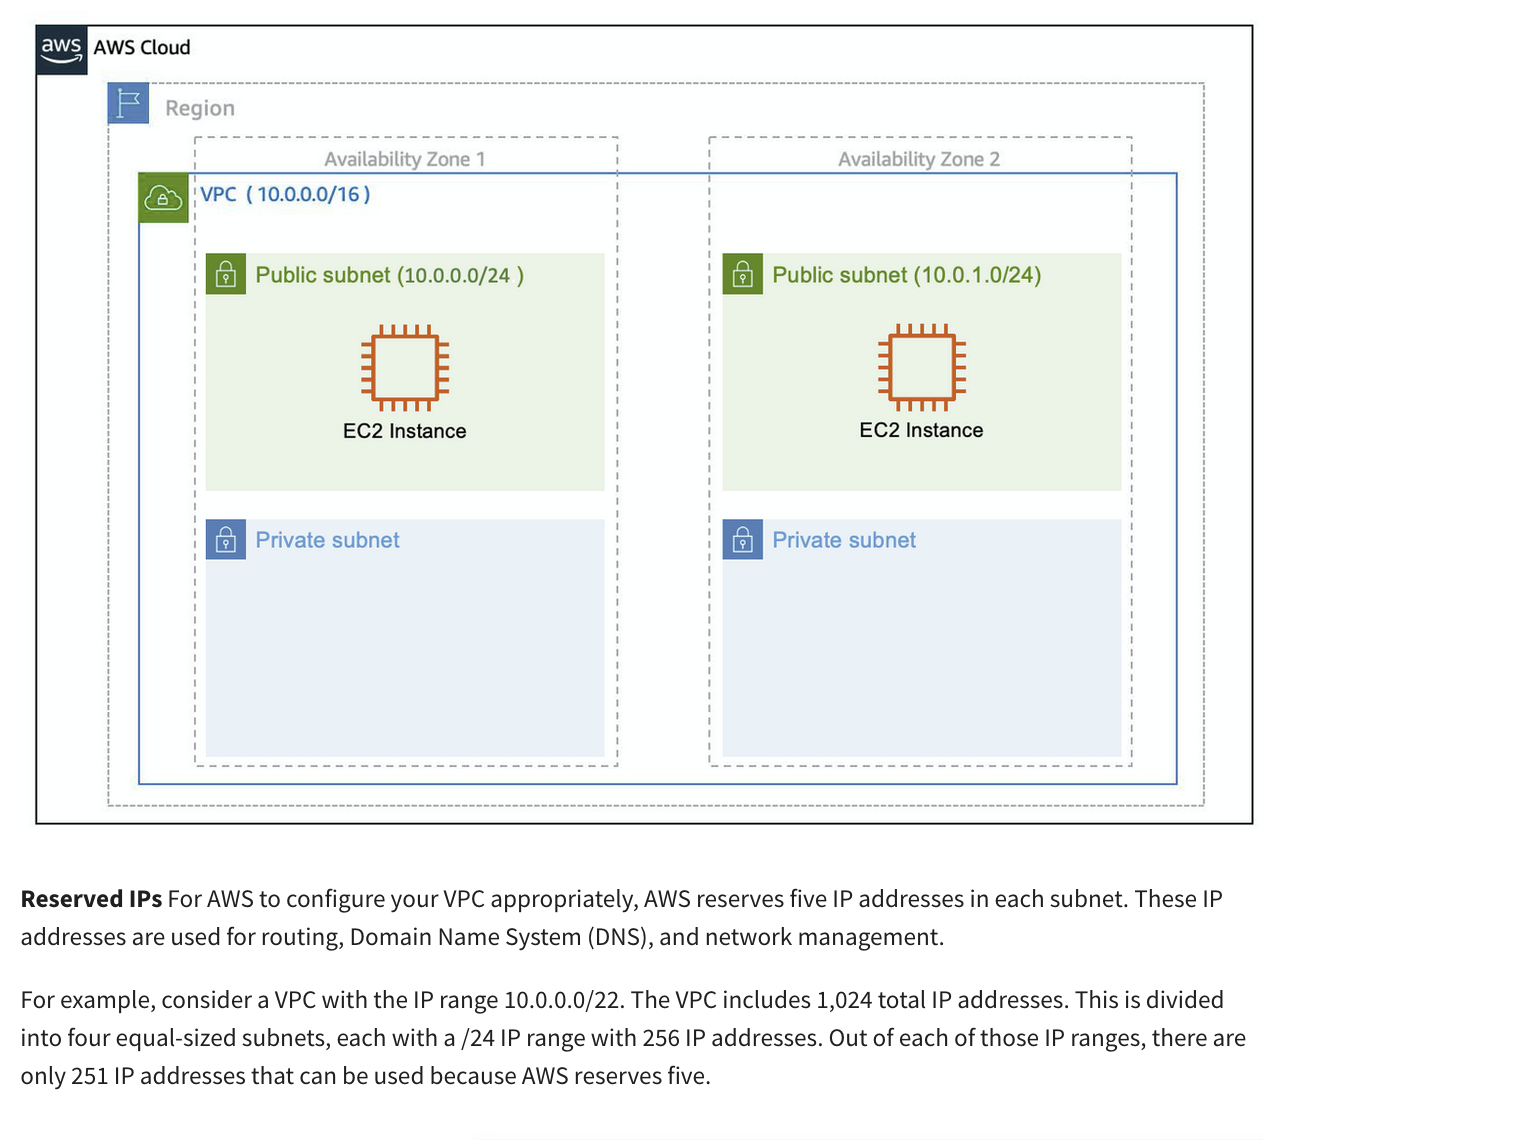 aws AWS Cloud
Region
Availability Zone 1
Availability Zone 2
VPC ( 10.0.0.0/16 )
Public subnet (10.0.0.0/24 )
Public subnet (10.0.1.0/24)
EC2 Instance
EC2 Instance
Private subnet
Private subnet
Reserved IPs For AWS to configure your VPC appropriately, AWS reserves five IP addresses in each subnet. These IP
addresses are used for routing, Domain Name System (DNS), and network management.
For example, consider a VPC with the IP range 10.0.0.0/22. The VPC includes 1,024 total IP addresses. This is divided
into four equal-sized subnets, each with a /24 IP range with 256 IP addresses. Out of each of those IP ranges, there are
only 251 IP addresses that can be used because AWS reserves five.